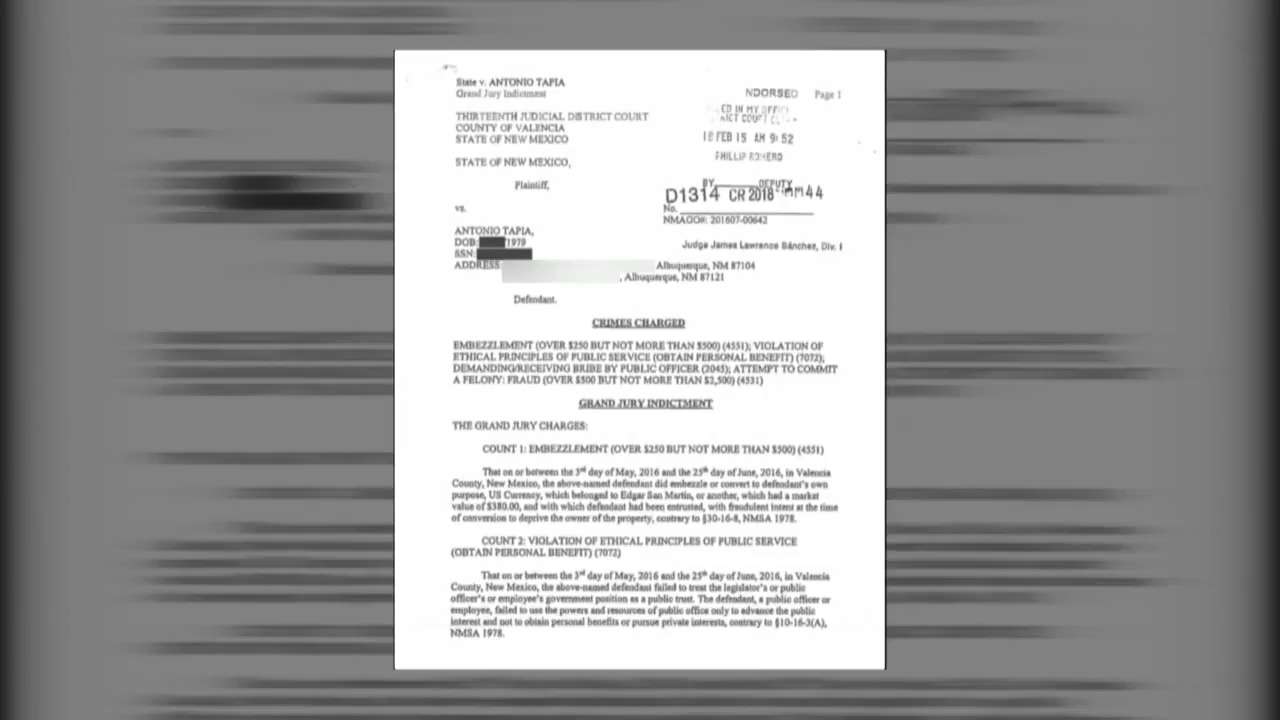 State v. ANTONIO TAPIA
Grand Jury Indictment
NDORSED Page 1
ED IN MY OFFI
THIRTEENTH JUDICIAL DISTRICT COURT
COUNTY OF VALENCIA
STATE OF NEW MEXICO
18 FEB 15 AM 9:52
PHILLIP ROMERO
STATE OF NEW MEXICO,
Plaintiff,
BY DEPUTY
D1314 CR 2018
vs.
No.
NMAGO#: 201607-00642
ANTONIO TAPIA,
DOB: 1979
SSN:
Judge James Lawrence Sánchez, Div. I
ADDRESS: Albuquerque, NM 87104
, Albuquerque, NM 87121
Defendant.
CRIMES CHARGED
EMBEZZLEMENT (OVER $250 BUT NOT MORE THAN $500) (4551); VIOLATION OF
ETHICAL PRINCIPLES OF PUBLIC SERVICE (OBTAIN PERSONAL BENEFIT) (7072);
DEMANDING/RECEIVING BRIBE BY PUBLIC OFFICER (2045); ATTEMPT TO COMMIT
A FELONY: FRAUD (OVER $500 BUT NOT MORE THAN $2,500) (4531)
GRAND JURY INDICTMENT
THE GRAND JURY CHARGES:
COUNT 1: EMBEZZLEMENT (OVER $250 BUT NOT MORE THAN $500) (4551)
That on or between the 3rd day of May, 2016 and the 25th day of June, 2016, in Valencia
County, New Mexico, the above-named defendant did embezzle or convert to defendant's own
purpose, US Currency, which belonged to Edgar San Martin, or another, which had a market
value of $380.00, and with which defendant had been entrusted, with fraudulent intent at the time
of conversion to deprive the owner of the property, contrary to §30-16-8, NMSA 1978.
COUNT 2: VIOLATION OF ETHICAL PRINCIPLES OF PUBLIC SERVICE
(OBTAIN PERSONAL BENEFIT) (7072)
That on or between the 3rd day of May, 2016 and the 25th day of June, 2016, in Valencia
County, New Mexico, the above-named defendant failed to treat the legislator's or public
officer's or employee's government position as a public trust. The defendant, a public officer or
employee, failed to use the powers and resources of public office only to advance the public
interest and not to obtain personal benefits or pursue private interests, contrary to §10-16-3(A),
NMSA 1978.